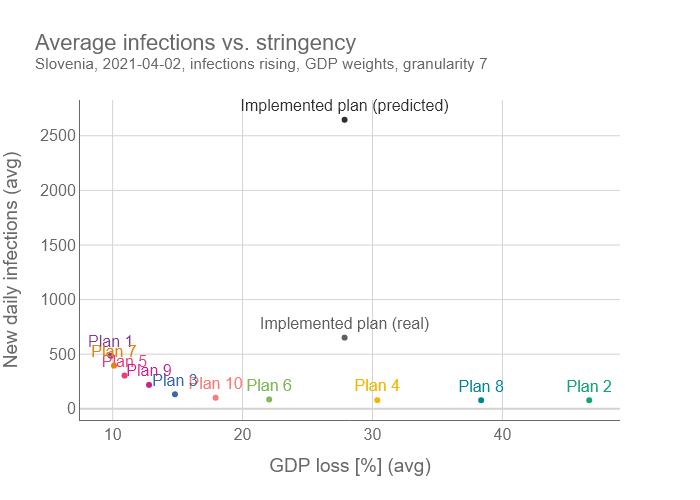 Average infections vs. stringency
Slovenia, 2021-04-02, infections rising, GDP weights, granularity 7
Implemented plan (predicted)
2500
2000
1500
1000
Implemented plan (real)
Plan 1
Plan 7
500
Plan 5
Plan 9
Plan 3
Plan 10
Plan 6
Plan 4
Plan 8
Plan 2
0
10
20
30
40
New daily infections (avg)
GDP loss [%] (avg)